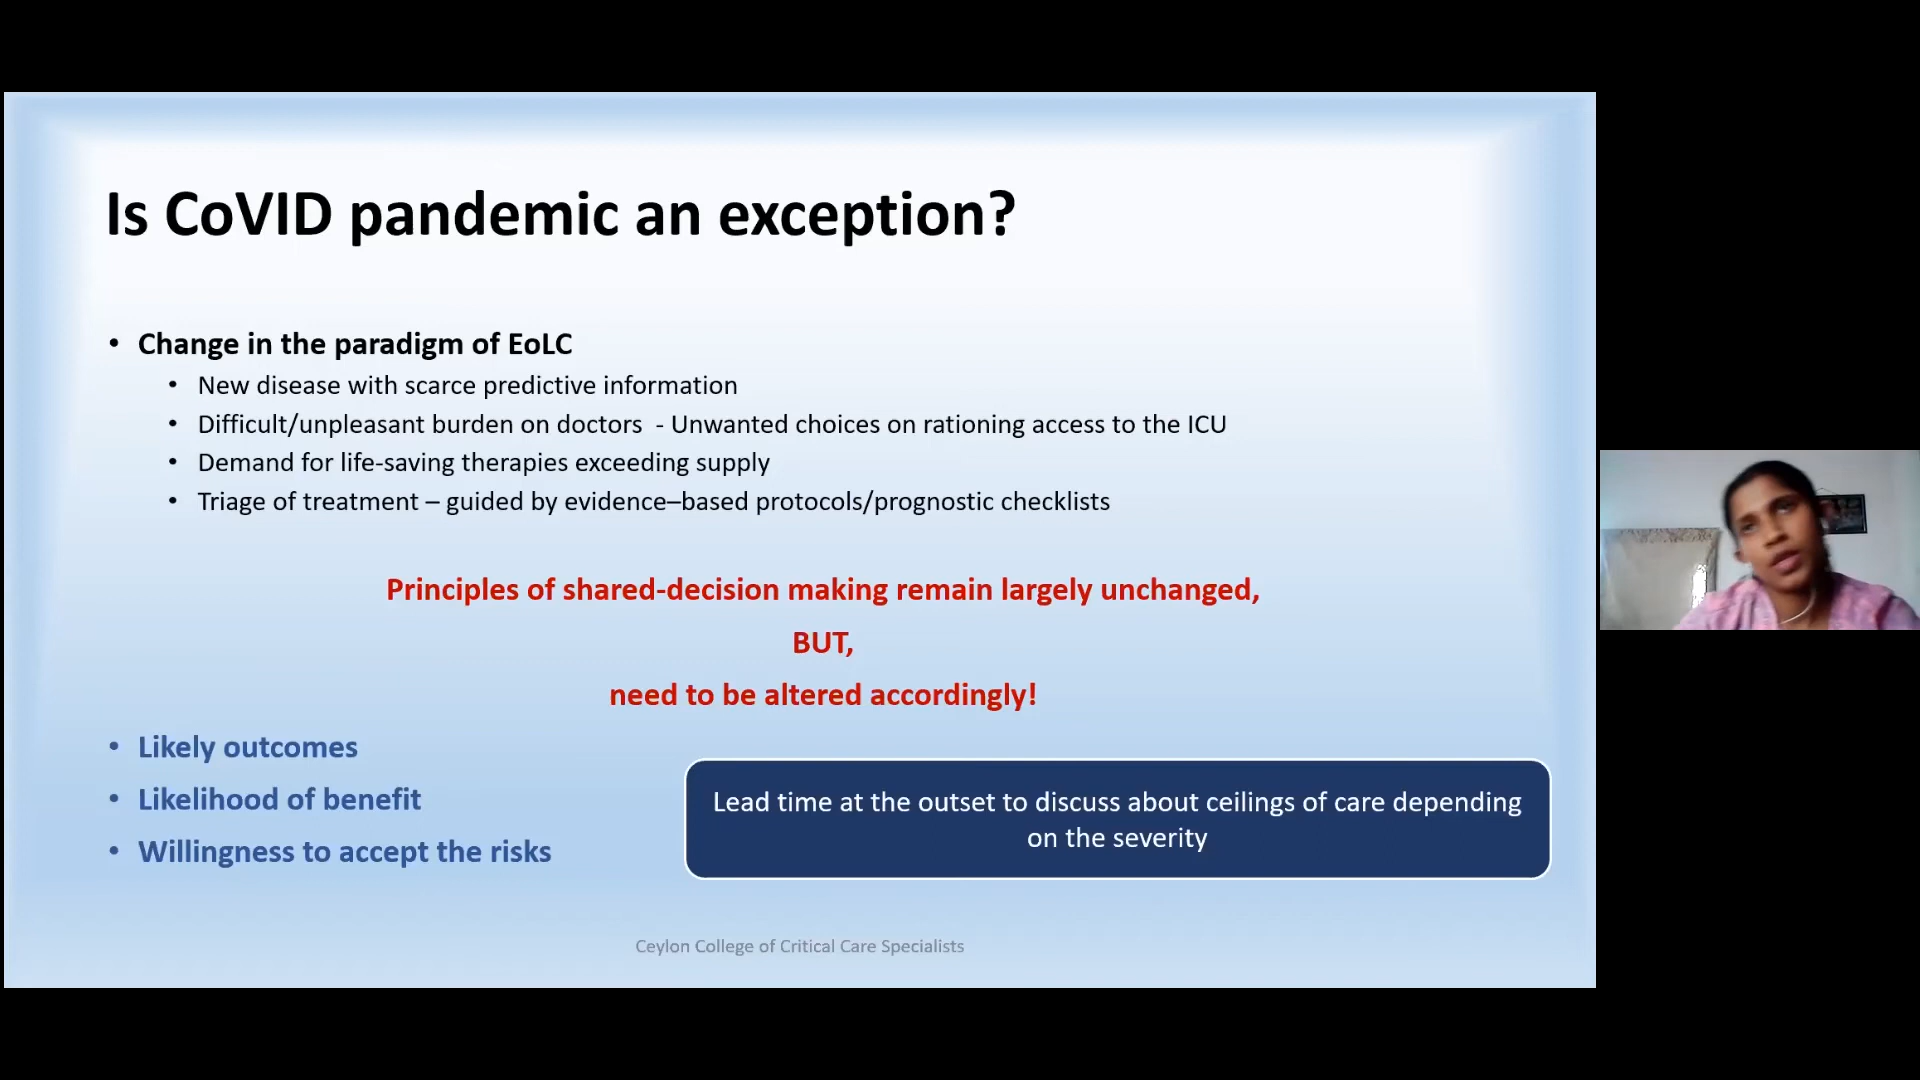 Is CoVID pandemic an exception?
• Change in the paradigm of EoLC
• New disease with scarce predictive information
• Difficult/unpleasant burden on doctors - Unwanted choices on rationing access to the ICU
• Demand for life-saving therapies exceeding supply
• Triage of treatment – guided by evidence–based protocols/prognostic checklists
Principles of shared-decision making remain largely unchanged,
BUT,
need to be altered accordingly!
• Likely outcomes
• Likelihood of benefit
• Willingness to accept the risks
Lead time at the outset to discuss about ceilings of care depending
on the severity
Ceylon College of Critical Care Specialists